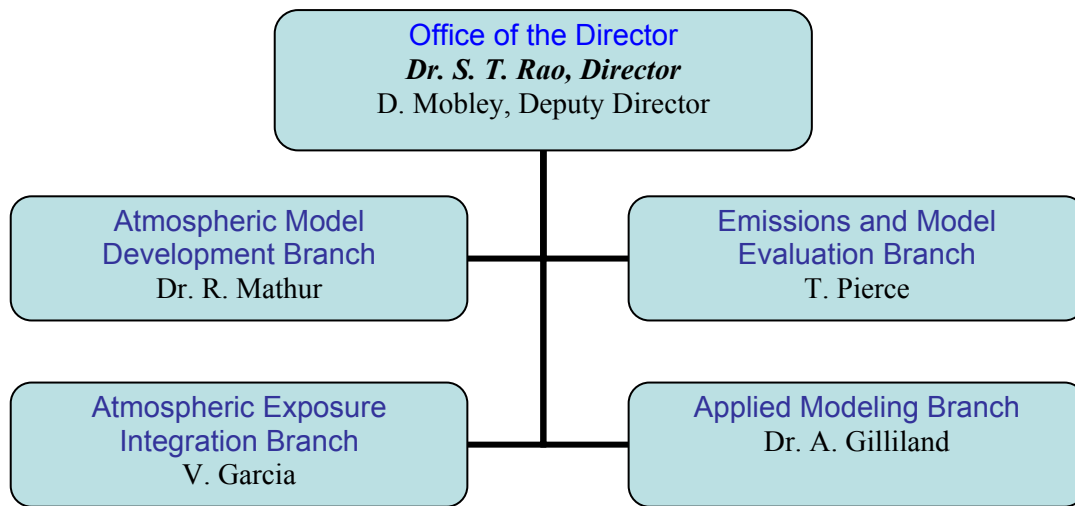 Office of the Director
Dr. S. T. Rao, Director
D. Mobley, Deputy Director
Atmospheric Model
Development Branch
Dr. R. Mathur
Emissions and Model
Evaluation Branch
T. Pierce
Atmospheric Exposure
Integration Branch
V. Garcia
Applied Modeling Branch
Dr. A. Gilliland